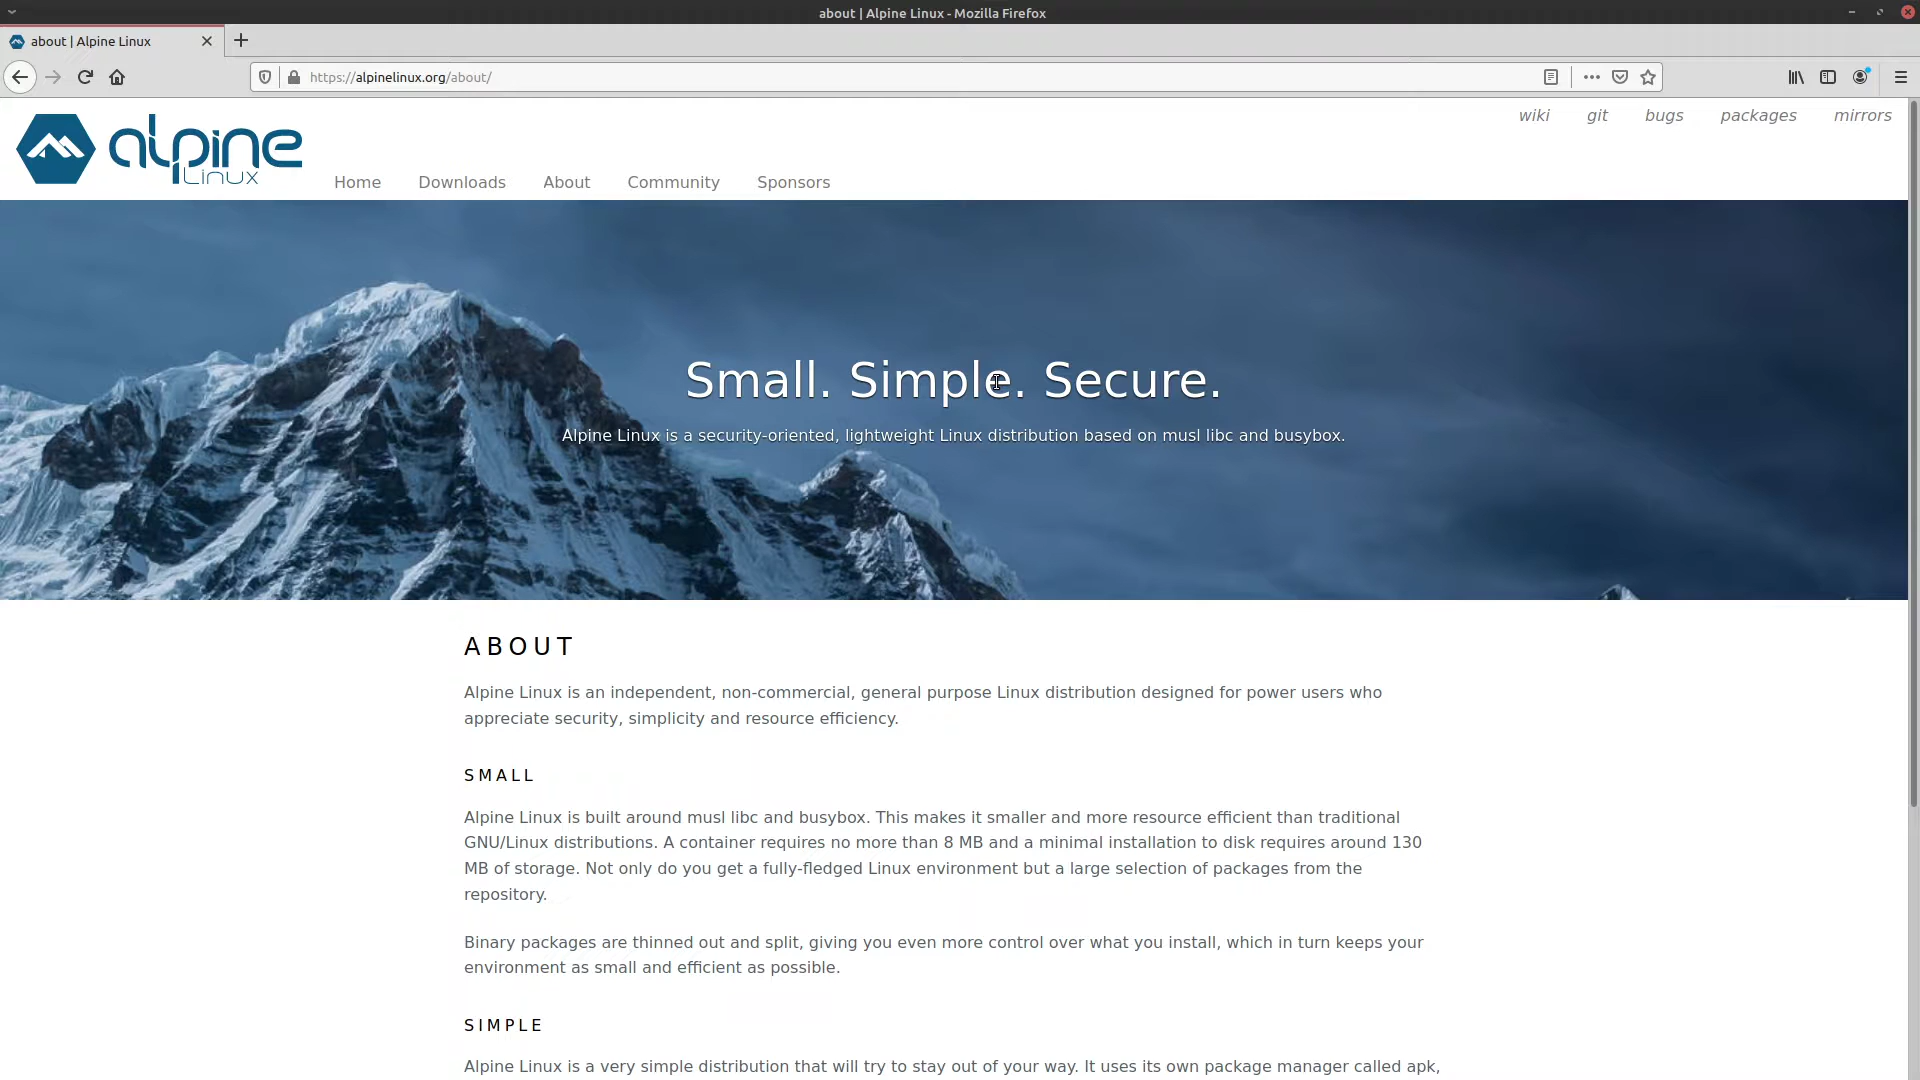 about | Alpine Linux - Mozilla Firefox
about | Alpine Linux
https://alpinelinux.org/about/
wiki git bugs packages mirrors
alpine
Linux
Home Downloads About Community Sponsors
Small. Simple. Secure.
Alpine Linux is a security-oriented, lightweight Linux distribution based on musl libc and busybox.
ABOUT
Alpine Linux is an independent, non-commercial, general purpose Linux distribution designed for power users who
appreciate security, simplicity and resource efficiency.
SMALL
Alpine Linux is built around musl libc and busybox. This makes it smaller and more resource efficient than traditional
GNU/Linux distributions. A container requires no more than 8 MB and a minimal installation to disk requires around 130
MB of storage. Not only do you get a fully-fledged Linux environment but a large selection of packages from the
repository.
Binary packages are thinned out and split, giving you even more control over what you install, which in turn keeps your
environment as small and efficient as possible.
SIMPLE
Alpine Linux is a very simple distribution that will try to stay out of your way. It uses its own package manager called apk,